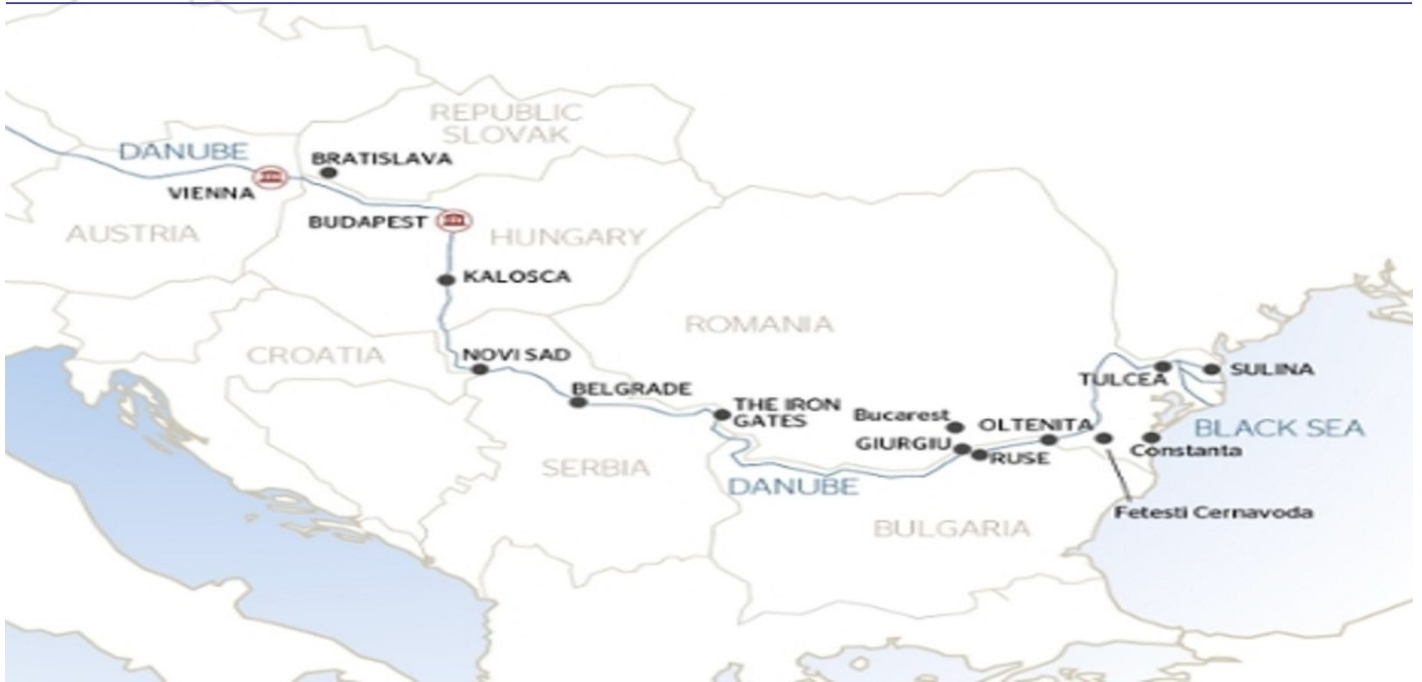 REPUBLIC
SLOVAK
DANUBE
BRATISLAVA
VIENNA
BUDAPEST
AUSTRIA
HUNGARY
KALOSCA
ROMANIA
CROATIA
NOVI SAD
SULINA
TULCEA
BELGRADE
THE IRON
GATES
Bucarest
OLTENITA
BLACK SEA
GIURGIU
RUSE
Constanta
SERBIA
DANUBE
Fetesti Cernavoda
BULGARIA